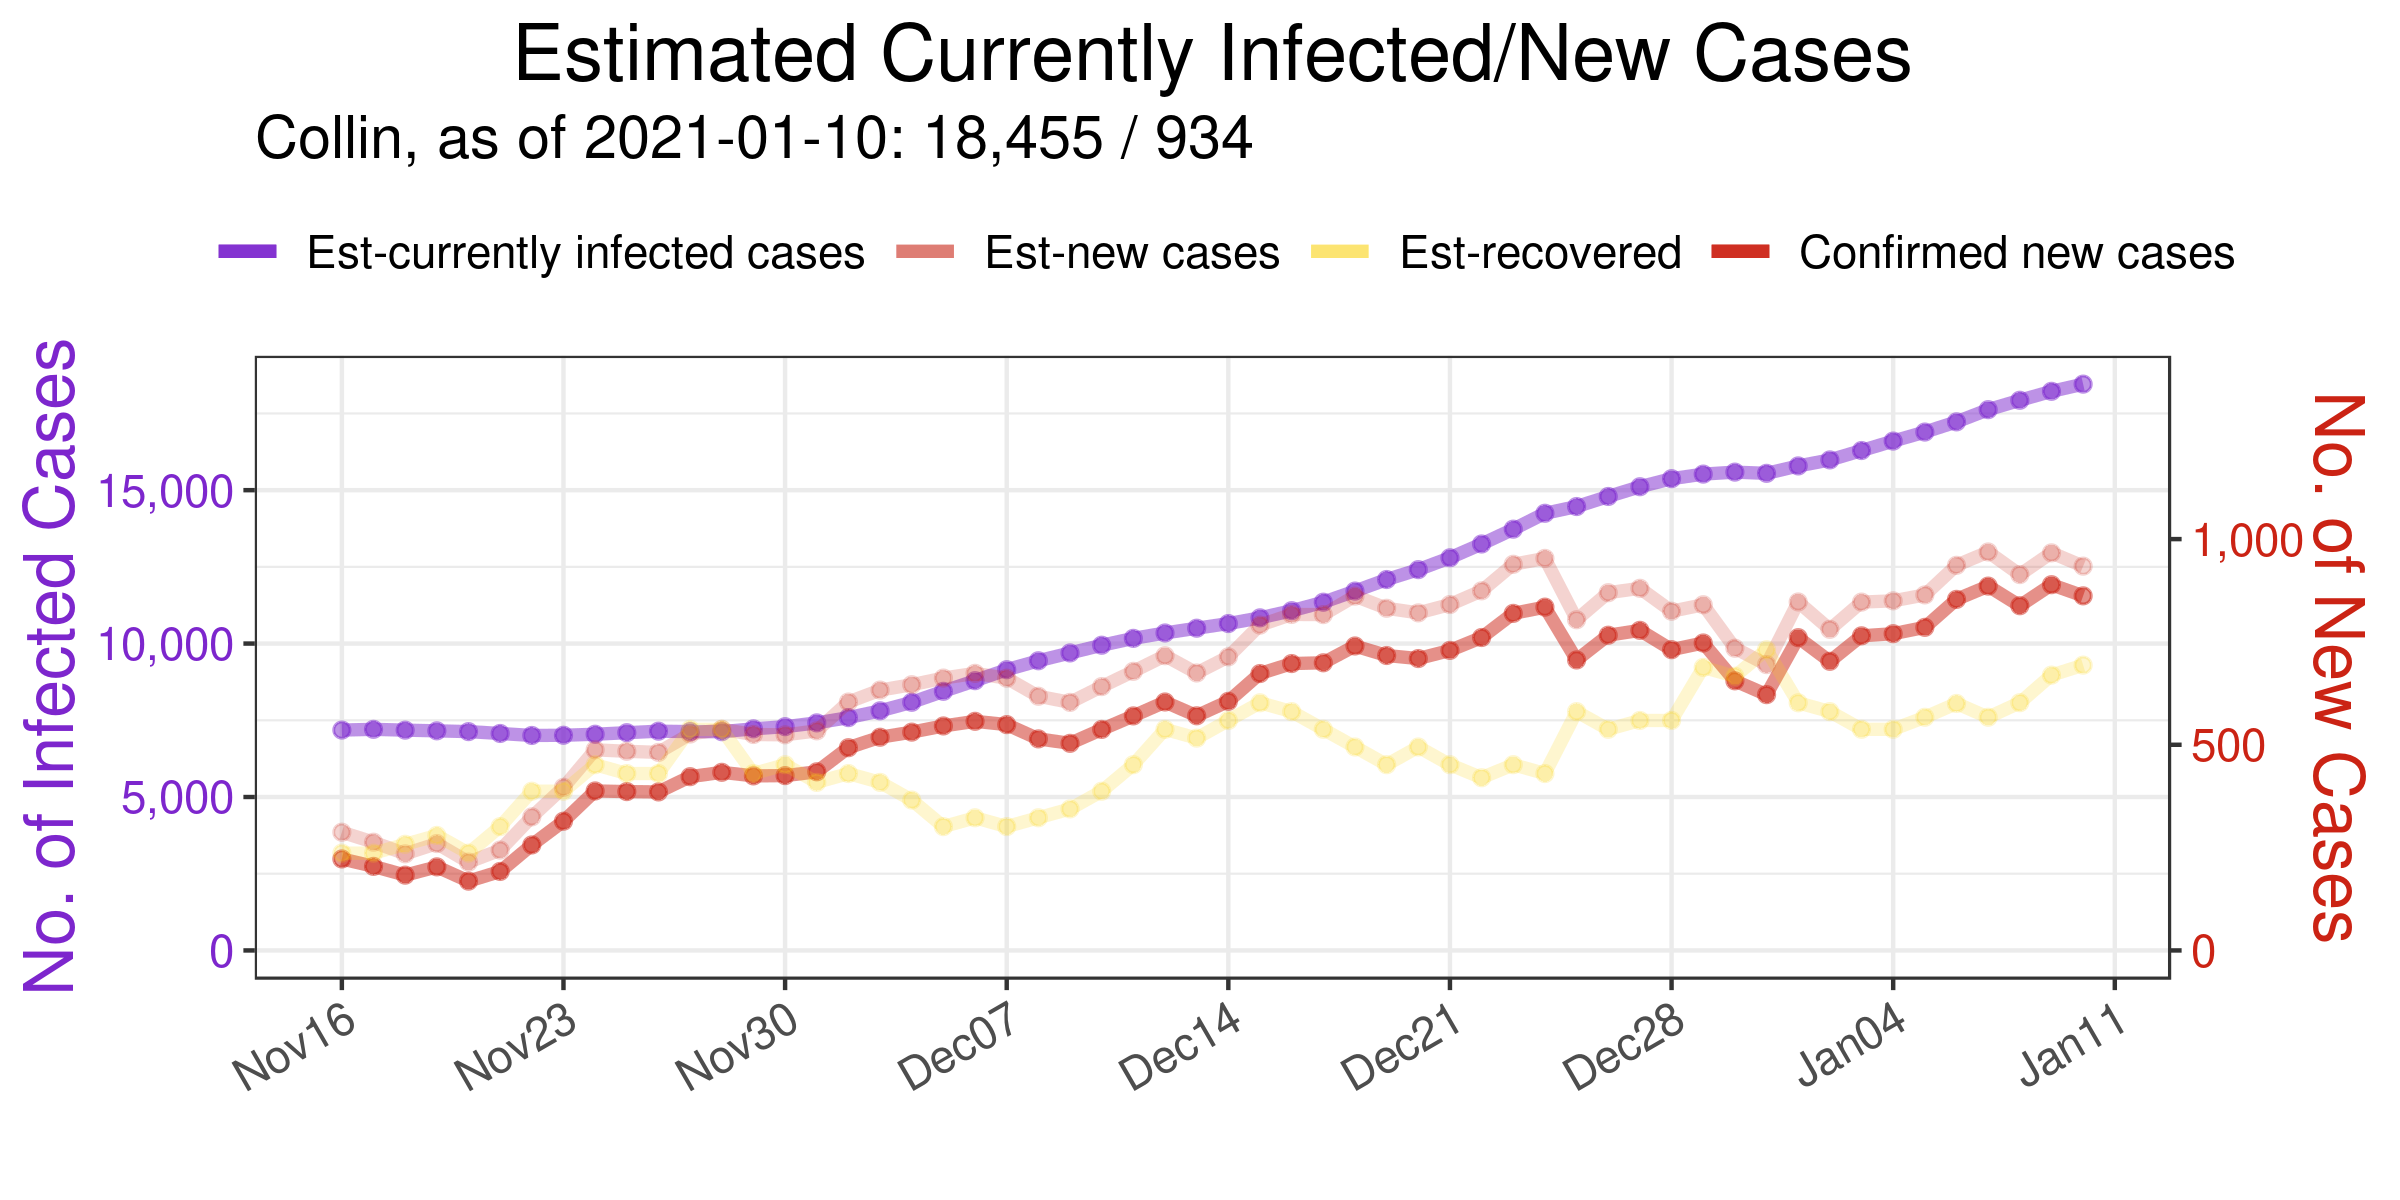 Estimated Currently Infected/New Cases
Collin, as of 2021-01-10: 18,455 / 934
Est-currently infected cases Est-new cases Est-recovered Confirmed new cases
No. of Infected Cases
15,000
10,000
5,000
0
1,000
500
0
No. of New Cases
Nov16 Nov23 Nov30 Dec07 Dec14 Dec21 Dec28 Jan04 Jan11